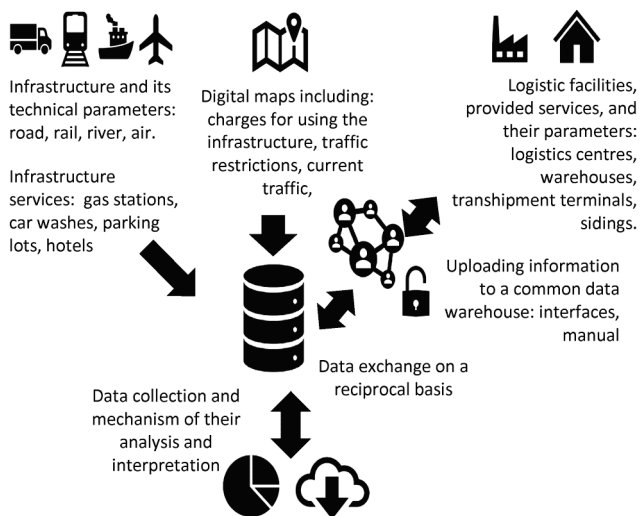 Infrastructure and its
technical parameters:
road, rail, river, air.
Infrastructure
services:  gas stations,
car washes, parking
lots, hotels
Digital maps including:
charges for using the
infrastructure, traffic
restrictions, current
traffic,
Logistic facilities,
provided services, and
their parameters:
logistics centres,
warehouses,
transhipment terminals,
sidings.
Uploading information
to a common data
warehouse: interfaces,
manual
Data exchange on a
reciprocal basis
Data collection and
mechanism of their
analysis and
interpretation